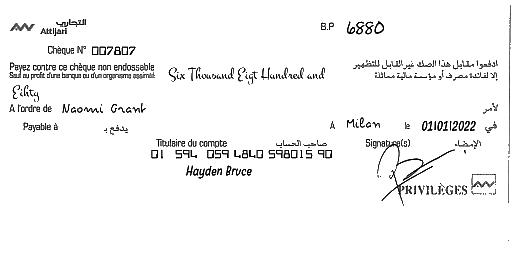 التجاري
Attijari
B.P 6880
Chèque N° 007807
Payez contre ce chèque non endossable
Sauf au profit d'une banque ou d'un organisme assimilé
Six Thousand Eigt Hundred and
ادفعوا مقابل هذا الصك غير القابل للتظهير
إلا لفائدة مصرف أو مؤسسة مالية مماثلة
Eihty
A l'ordre de Naomi Grant لأمر
Payable à يدفع بـ A Milan le 01/01/2022 في
Titulaire du compte صاحب الحساب Signature(s) الإمضاء
01 594 059 4840 598015 90
Hayden Bruce
PRIVILÈGES